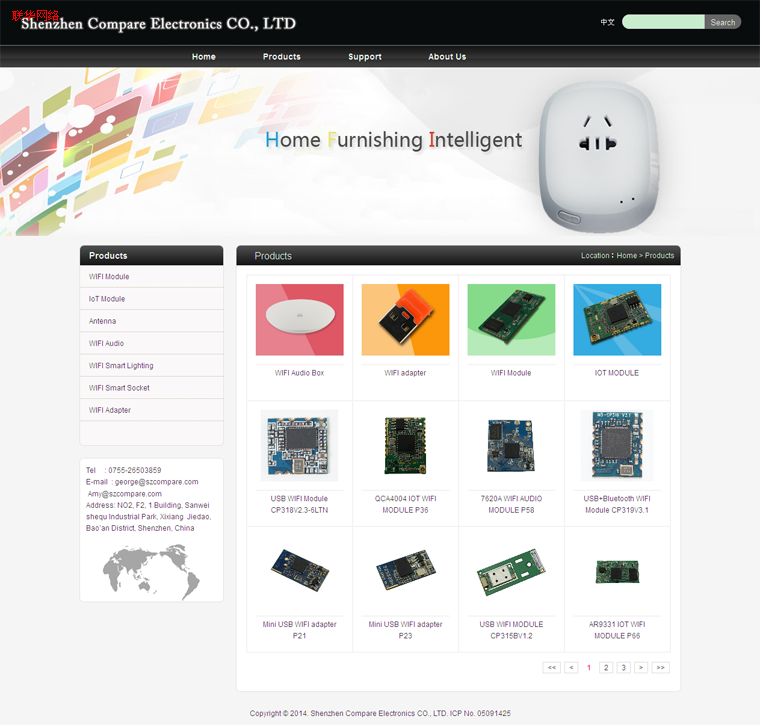 联华网络
Shenzhen Compare Electronics CO., LTD
中文
Search
Home Products Support About Us
Home Furnishing Intelligent
Products
WIFI Module
IoT Module
Antenna
WIFI Audio
WIFI Smart Lighting
WIFI Smart Socket
WIFI Adapter
Tel : 0755-26503859
E-mail : george@szcompare.com
Amy@szcompare.com
Address: NO2, F2, 1 Building, Sanwei
shequ Industrial Park, Xixiang Jiedao,
Bao'an District, Shenzhen, China
Products
Location: Home > Products
WIFI Audio Box
WIFI adapter
WIFI Module
IOT MODULE
USB WIFI Module
CP318V2.3-6LTN
QCA4004 IOT WIFI
MODULE P36
7620A WIFI AUDIO
MODULE P58
USB+Bluetooth WIFI
Module CP319V3.1
Mini USB WIFI adapter
P21
Mini USB WIFI adapter
P23
USB WIFI MODULE
CP315BV1.2
AR9331 IOT WIFI
MODULE P66
<< < 1 2 3 > >>
Copyright © 2014. Shenzhen Compare Electronics CO., LTD. ICP No. 05091425